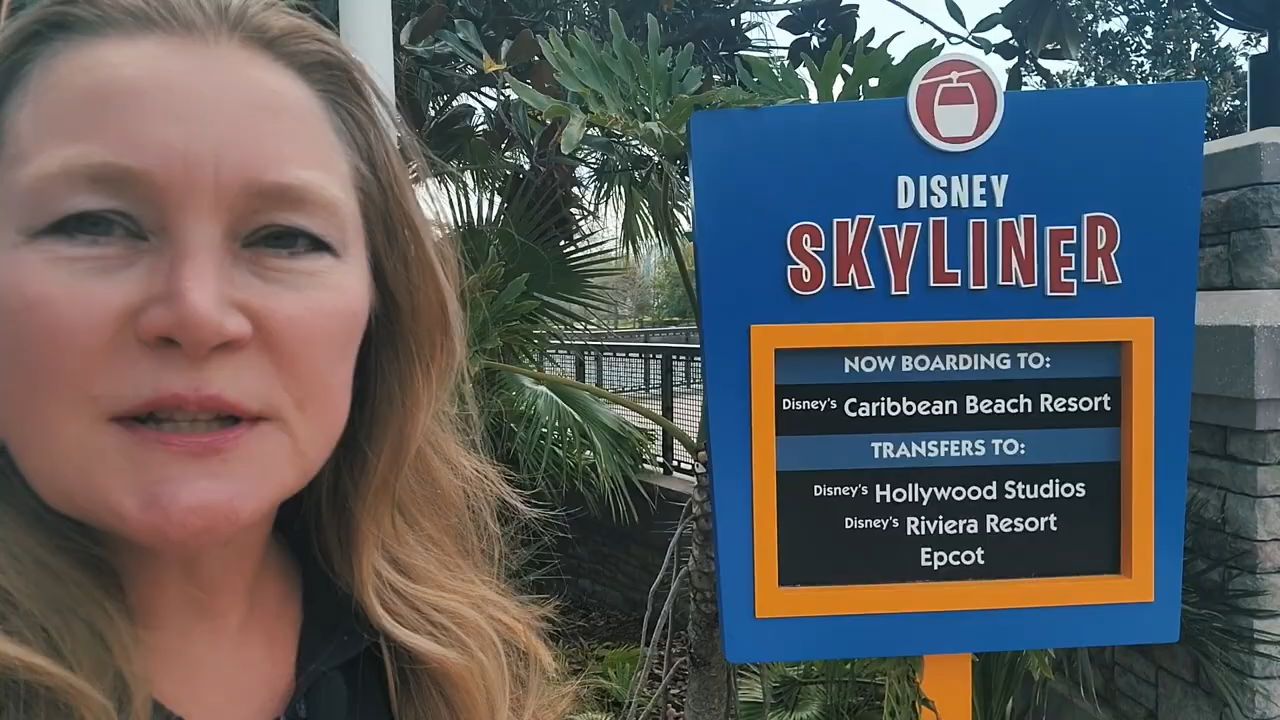 DISNEY
SKYLINER
NOW BOARDING TO:
Disney's Caribbean Beach Resort
TRANSFERS TO:
Disney's Hollywood Studios
Disney's Riviera Resort
Epcot